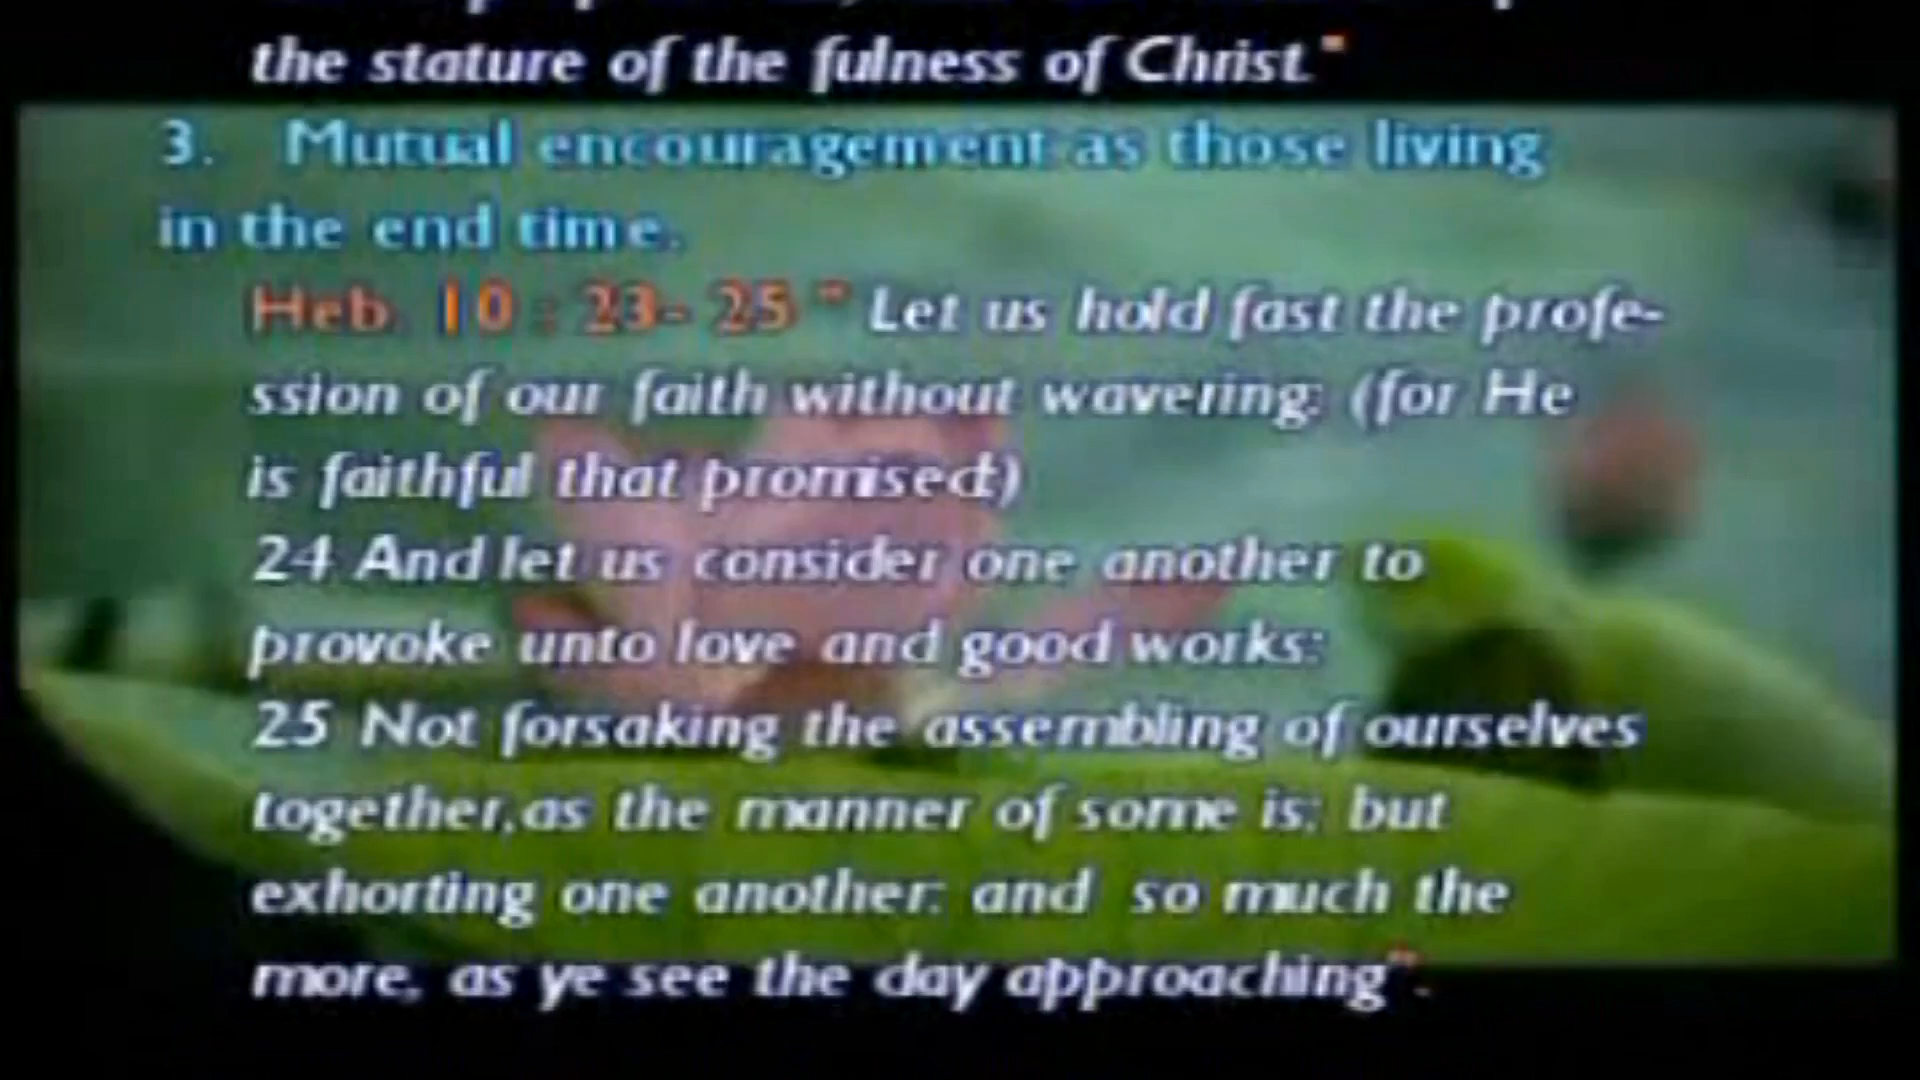 the stature of the fulness of Christ."
3. Mutual encouragement as those living
in the end time.
Heb. 10 : 23- 25 " Let us hold fast the profe-
ssion of our faith without wavering; (for He
is faithful that promised;)
24 And let us consider one another to
provoke unto love and good works:
25 Not forsaking the assembling of ourselves
together,as the manner of some is; but
exhorting one another: and so much the
more, as ye see the day approaching".